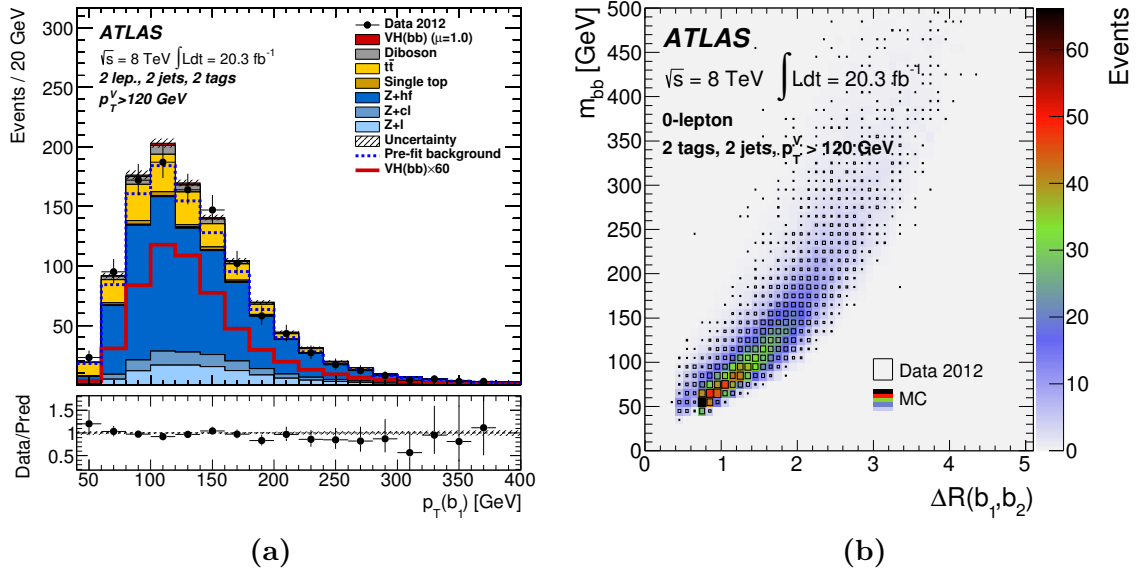 Events / 20 GeV
300
250
200
150
100
50
ATLAS
√s = 8 TeV ∫Ldt = 20.3 fb⁻¹
2 lep., 2 jets, 2 tags
p_T^V>120 GeV
Data 2012
VH(bb) (μ=1.0)
Diboson
tt̄
Single top
Z+hf
Z+cl
Z+l
Uncertainty
Pre-fit background
VH(bb)×60
Data/Pred
1.5
1
0.5
50 100 150 200 250 300 350 400
p_T(b_1) [GeV]
(a)
m_bb [GeV]
500
450
400
350
300
250
200
150
100
50
0
ATLAS
√s = 8 TeV ∫Ldt = 20.3 fb⁻¹
0-lepton
2 tags, 2 jets, p_T^V > 120 GeV
Data 2012
MC
0 1 2 3 4 5
ΔR(b_1,b_2)
Events
60
50
40
30
20
10
0
(b)